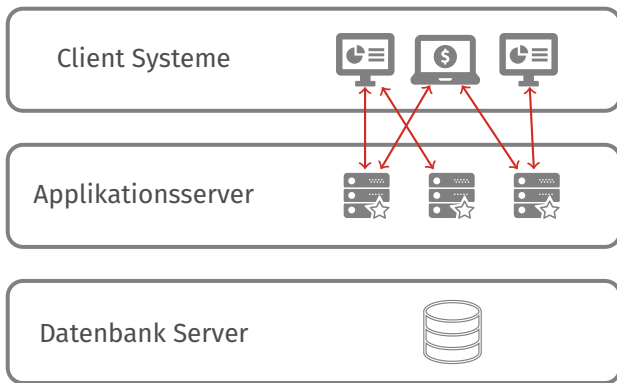 Client Systeme
$
Applikationsserver
Datenbank Server